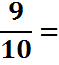 9/10 =